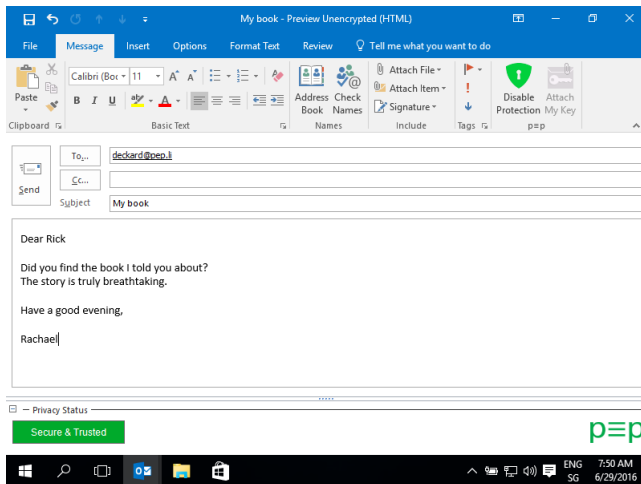 My book - Preview Unencrypted (HTML)
File Message Insert Options Format Text Review Tell me what you want to do
Paste
Clipboard
Calibri (Boc 11 A A
B I U aby A
Basic Text
Address Book
Check Names
Names
Attach File
Attach Item
Signature
Include
Tags
Disable Protection
Attach My Key
p≡p
Send
To...
deckard@pep.li
Cc...
Subject
My book
Dear Rick
Did you find the book I told you about?
The story is truly breathtaking.
Have a good evening,
Rachael
Privacy Status
Secure & Trusted
p≡p
ENG
SG
7:50 AM
6/29/2016